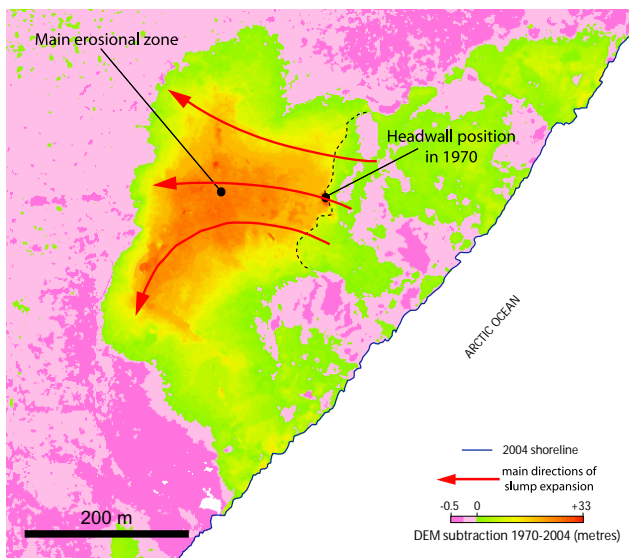 Main erosional zone
Headwall position
in 1970
ARCTIC OCEAN
2004 shoreline
main directions of
slump expansion
-0.5 0 +33
DEM subtraction 1970-2004 (metres)
200 m